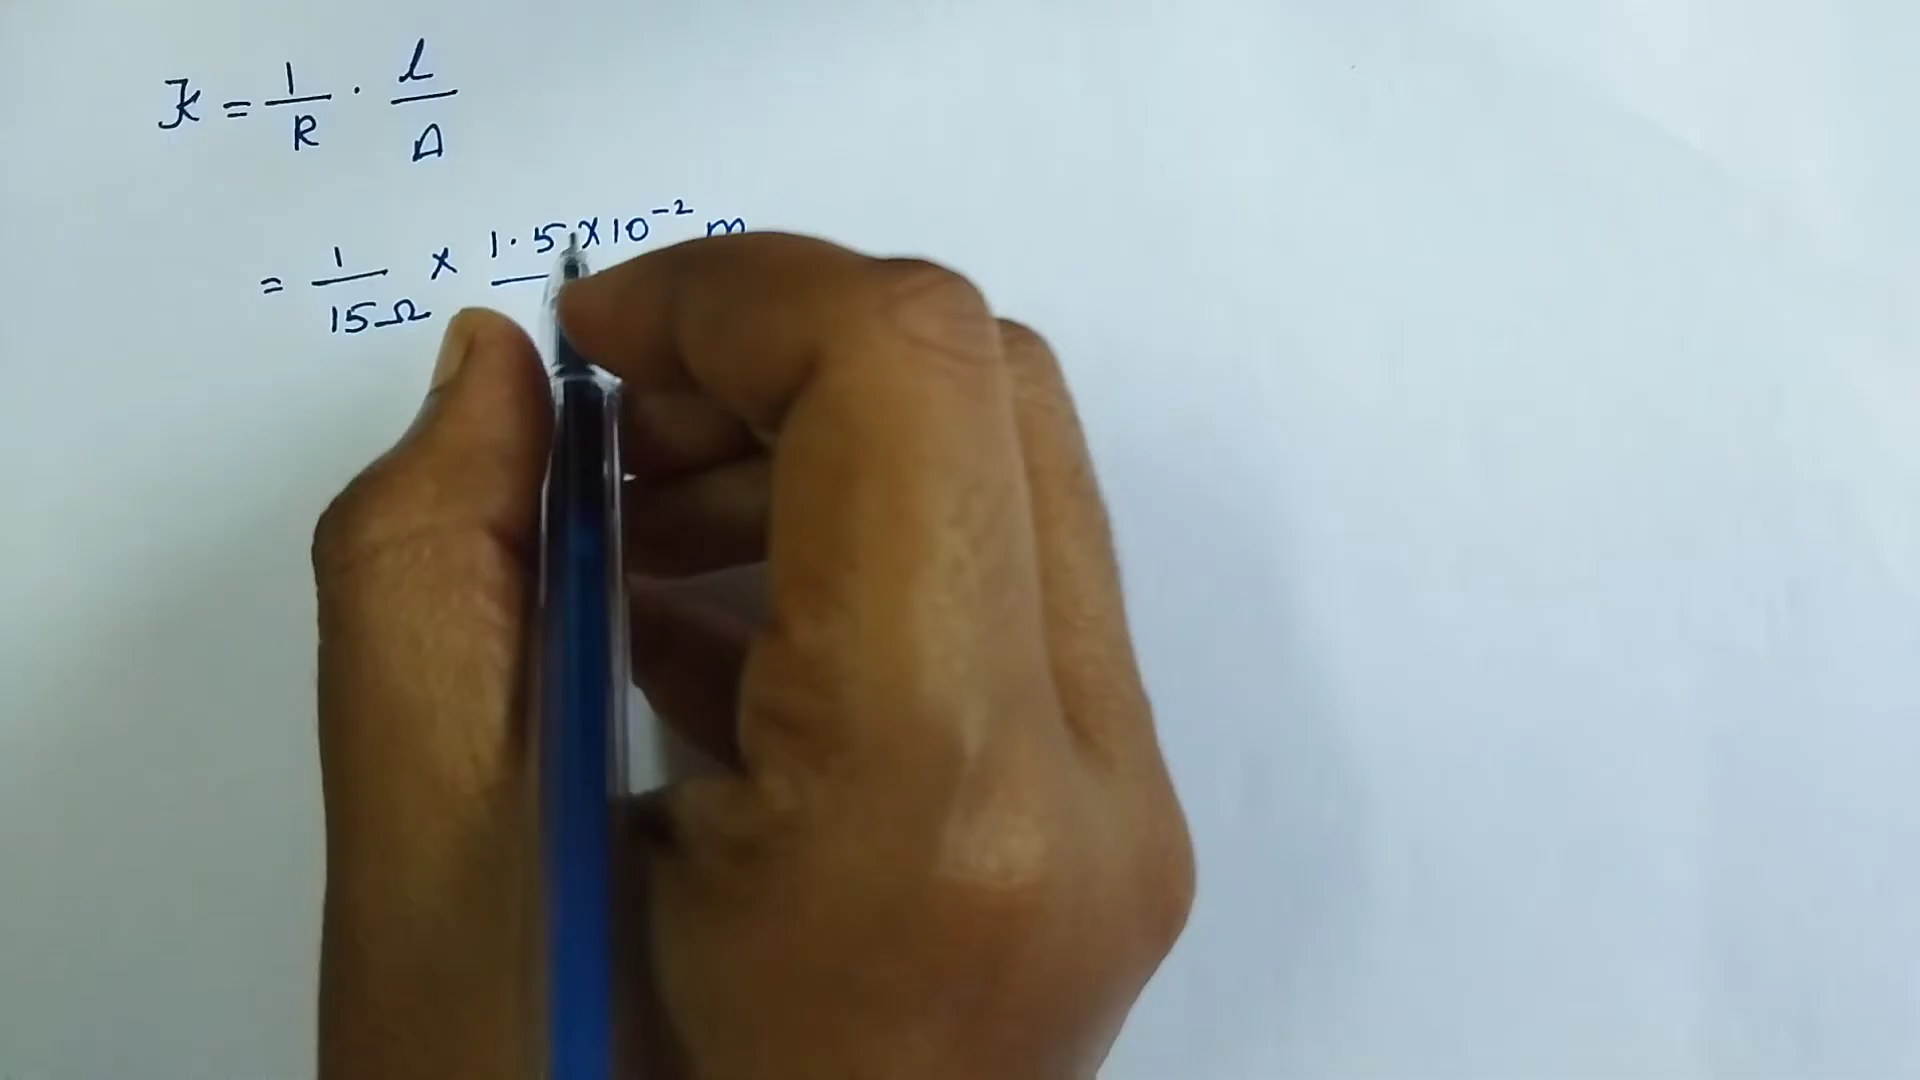 K = 1/R · l/A
= 1/15Ω × 1.5 × 10⁻² m